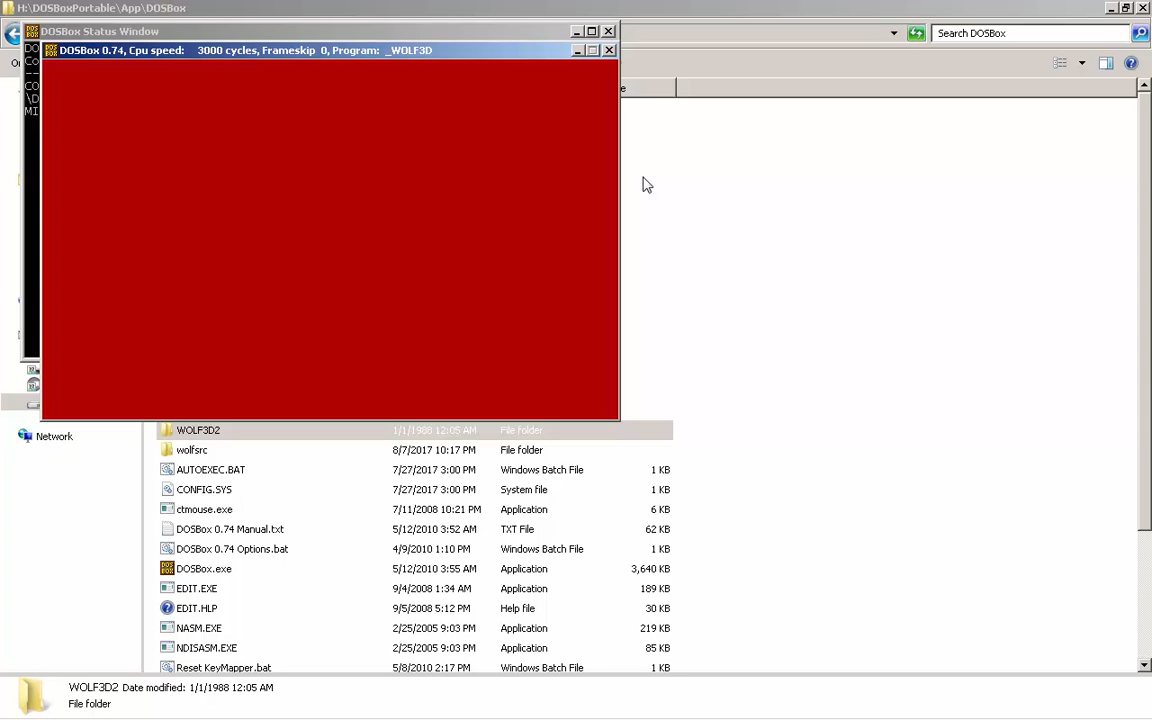 H:\DOSBoxPortable\App\DOSBox
DOSBox Status Window
Search DOSBox
DOSBox 0.74, Cpu speed: 3000 cycles, Frameskip 0, Program: _WOLF3D
DO
Co
--
CO
\D
MI
Network
WOLF3D2 1/1/1988 12:05 AM File folder
wolfsrc 8/7/2017 10:17 PM File folder
AUTOEXEC.BAT 7/27/2017 3:00 PM Windows Batch File 1 KB
CONFIG.SYS 7/27/2017 3:00 PM System file 1 KB
ctmouse.exe 7/11/2008 10:21 PM Application 6 KB
DOSBox 0.74 Manual.txt 5/12/2010 3:52 AM TXT File 62 KB
DOSBox 0.74 Options.bat 4/9/2010 1:10 PM Windows Batch File 1 KB
DOSBox.exe 5/12/2010 3:55 AM Application 3,640 KB
EDIT.EXE 9/4/2008 1:34 AM Application 189 KB
EDIT.HLP 9/5/2008 5:12 PM Help file 30 KB
NASM.EXE 2/25/2005 9:03 PM Application 219 KB
NDISASM.EXE 2/25/2005 9:03 PM Application 85 KB
Reset KeyMapper.bat 5/8/2010 2:17 PM Windows Batch File 1 KB
WOLF3D2 Date modified: 1/1/1988 12:05 AM
File folder